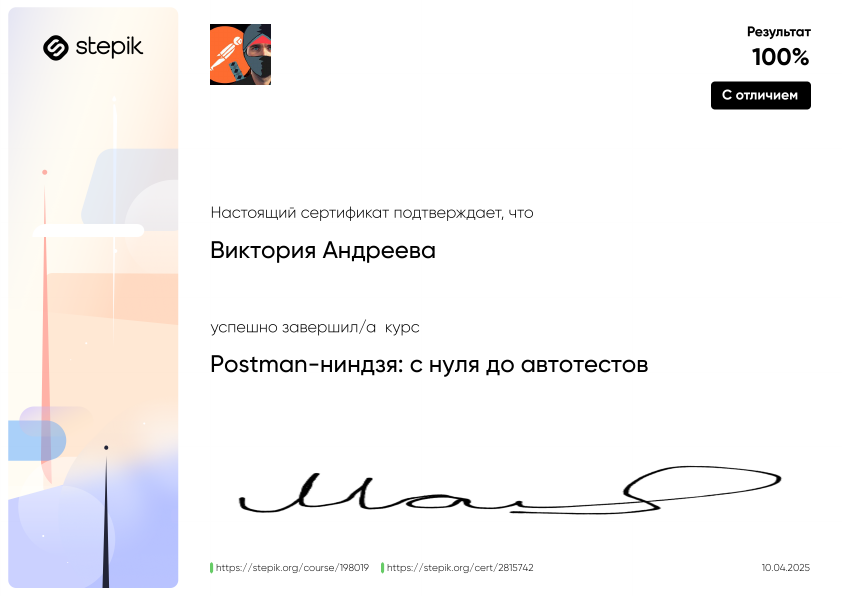 stepik
Результат
100%
С отличием
Настоящий сертификат подтверждает, что
Виктория Андреева
успешно завершил/а курс
Postman-ниндзя: с нуля до автотестов
https://stepik.org/course/198019 https://stepik.org/cert/2815742 10.04.2025